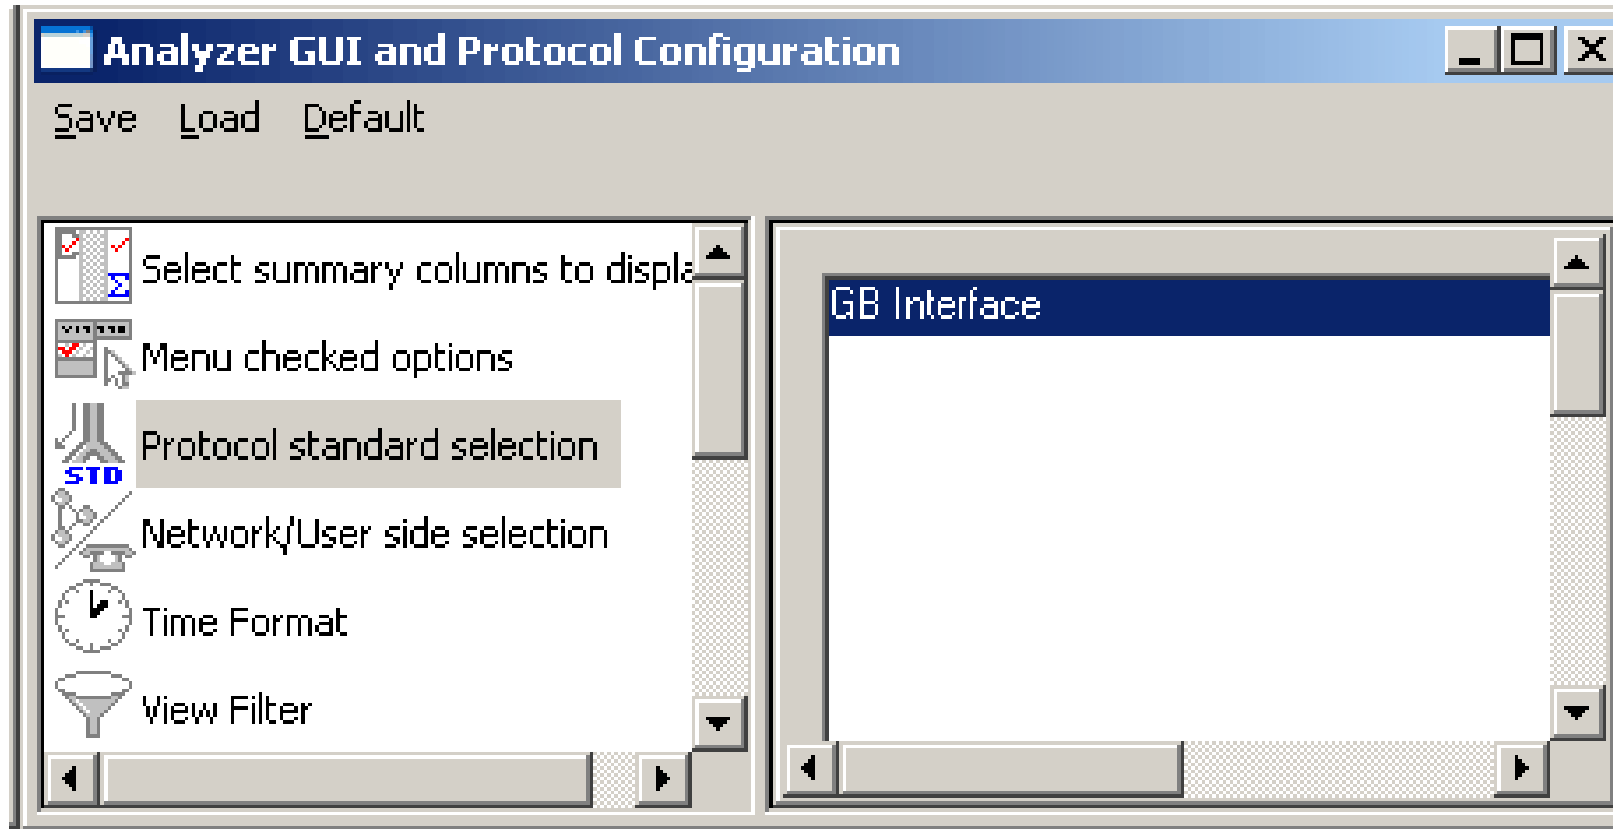 Analyzer GUI and Protocol Configuration
Save Load Default
Select summary columns to displa
Menu checked options
Protocol standard selection
STD
Network/User side selection
Time Format
View Filter
GB Interface